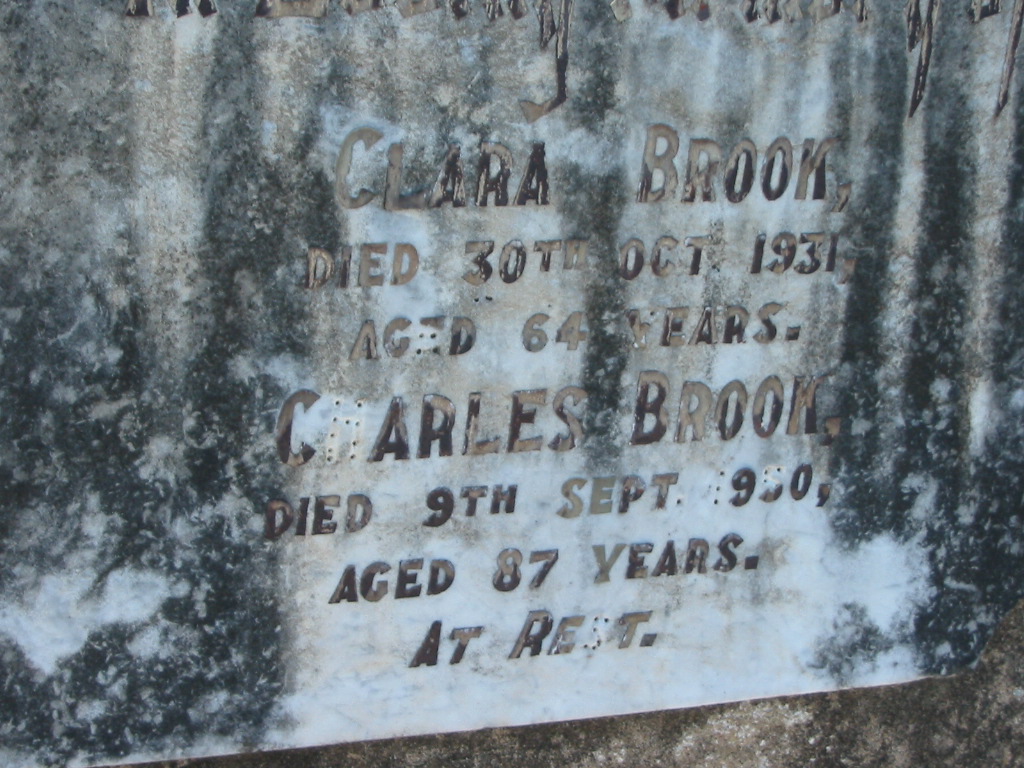 CLARA BROOK,
DIED 30TH OCT 1931,
AGED 64 YEARS.
CHARLES BROOK,
DIED 9TH SEPT. 1950,
AGED 87 YEARS.
AT REST.